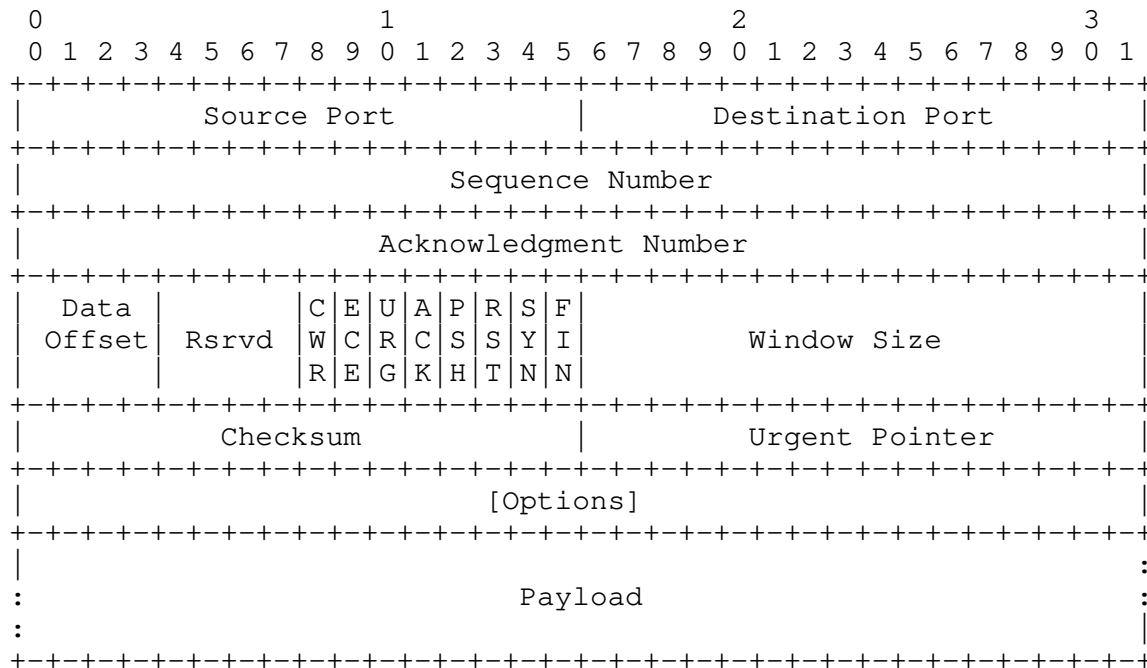 0                   1                   2                   3
0 1 2 3 4 5 6 7 8 9 0 1 2 3 4 5 6 7 8 9 0 1 2 3 4 5 6 7 8 9 0 1
+-+-+-+-+-+-+-+-+-+-+-+-+-+-+-+-+-+-+-+-+-+-+-+-+-+-+-+-+-+-+-+-+
|          Source Port          |       Destination Port        |
+-+-+-+-+-+-+-+-+-+-+-+-+-+-+-+-+-+-+-+-+-+-+-+-+-+-+-+-+-+-+-+-+
|                        Sequence Number                        |
+-+-+-+-+-+-+-+-+-+-+-+-+-+-+-+-+-+-+-+-+-+-+-+-+-+-+-+-+-+-+-+-+
|                    Acknowledgment Number                      |
+-+-+-+-+-+-+-+-+-+-+-+-+-+-+-+-+-+-+-+-+-+-+-+-+-+-+-+-+-+-+-+-+
|  Data |       |C|E|U|A|P|R|S|F|                               |
| Offset| Rsrvd |W|C|R|C|S|S|Y|I|         Window Size           |
|       |       |R|E|G|K|H|T|N|N|                               |
+-+-+-+-+-+-+-+-+-+-+-+-+-+-+-+-+-+-+-+-+-+-+-+-+-+-+-+-+-+-+-+-+
|           Checksum            |         Urgent Pointer        |
+-+-+-+-+-+-+-+-+-+-+-+-+-+-+-+-+-+-+-+-+-+-+-+-+-+-+-+-+-+-+-+-+
|                          [Options]                            |
+-+-+-+-+-+-+-+-+-+-+-+-+-+-+-+-+-+-+-+-+-+-+-+-+-+-+-+-+-+-+-+-+
|                                                               :
:                            Payload                            :
:                                                               |
+-+-+-+-+-+-+-+-+-+-+-+-+-+-+-+-+-+-+-+-+-+-+-+-+-+-+-+-+-+-+-+-+